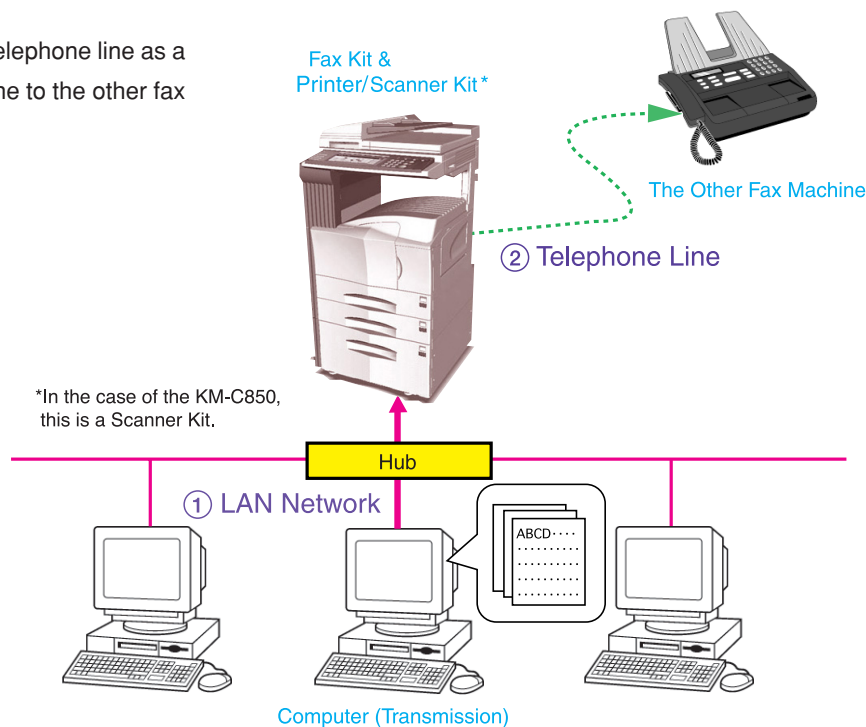 elephone line as a
ne to the other fax
Fax Kit &
Printer/Scanner Kit*
The Other Fax Machine
② Telephone Line
*In the case of the KM-C850,
this is a Scanner Kit.
Hub
① LAN Network
ABCD····
Computer (Transmission)